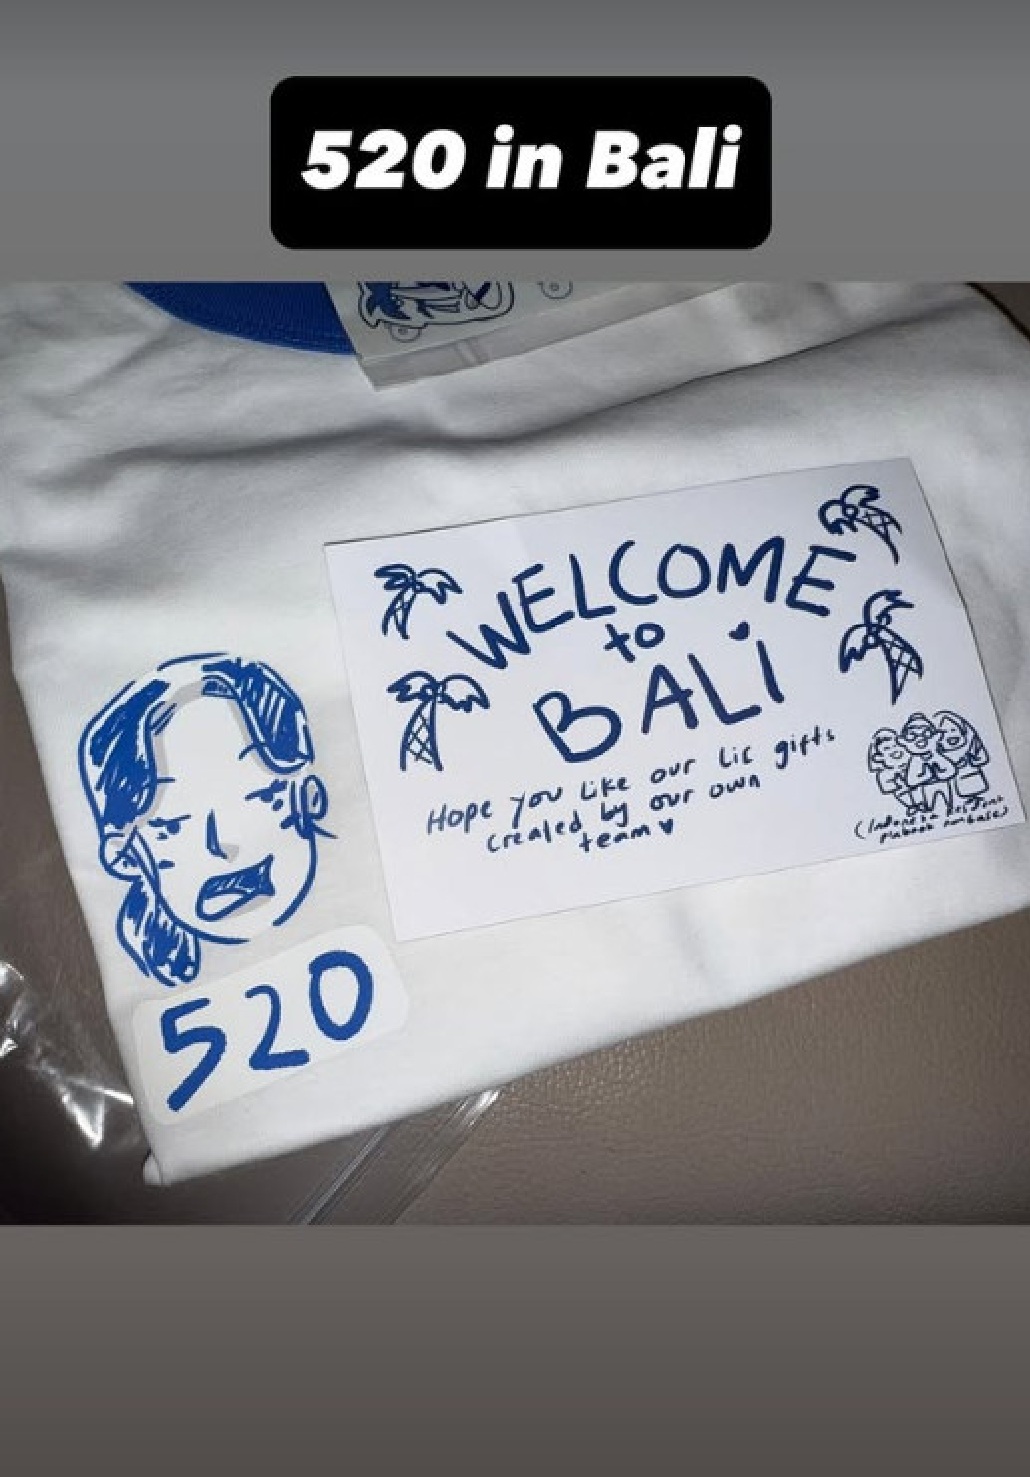 520 in Bali
WELCOME
to
BALI
Hope you like our lil gifts
created by our own
team
520